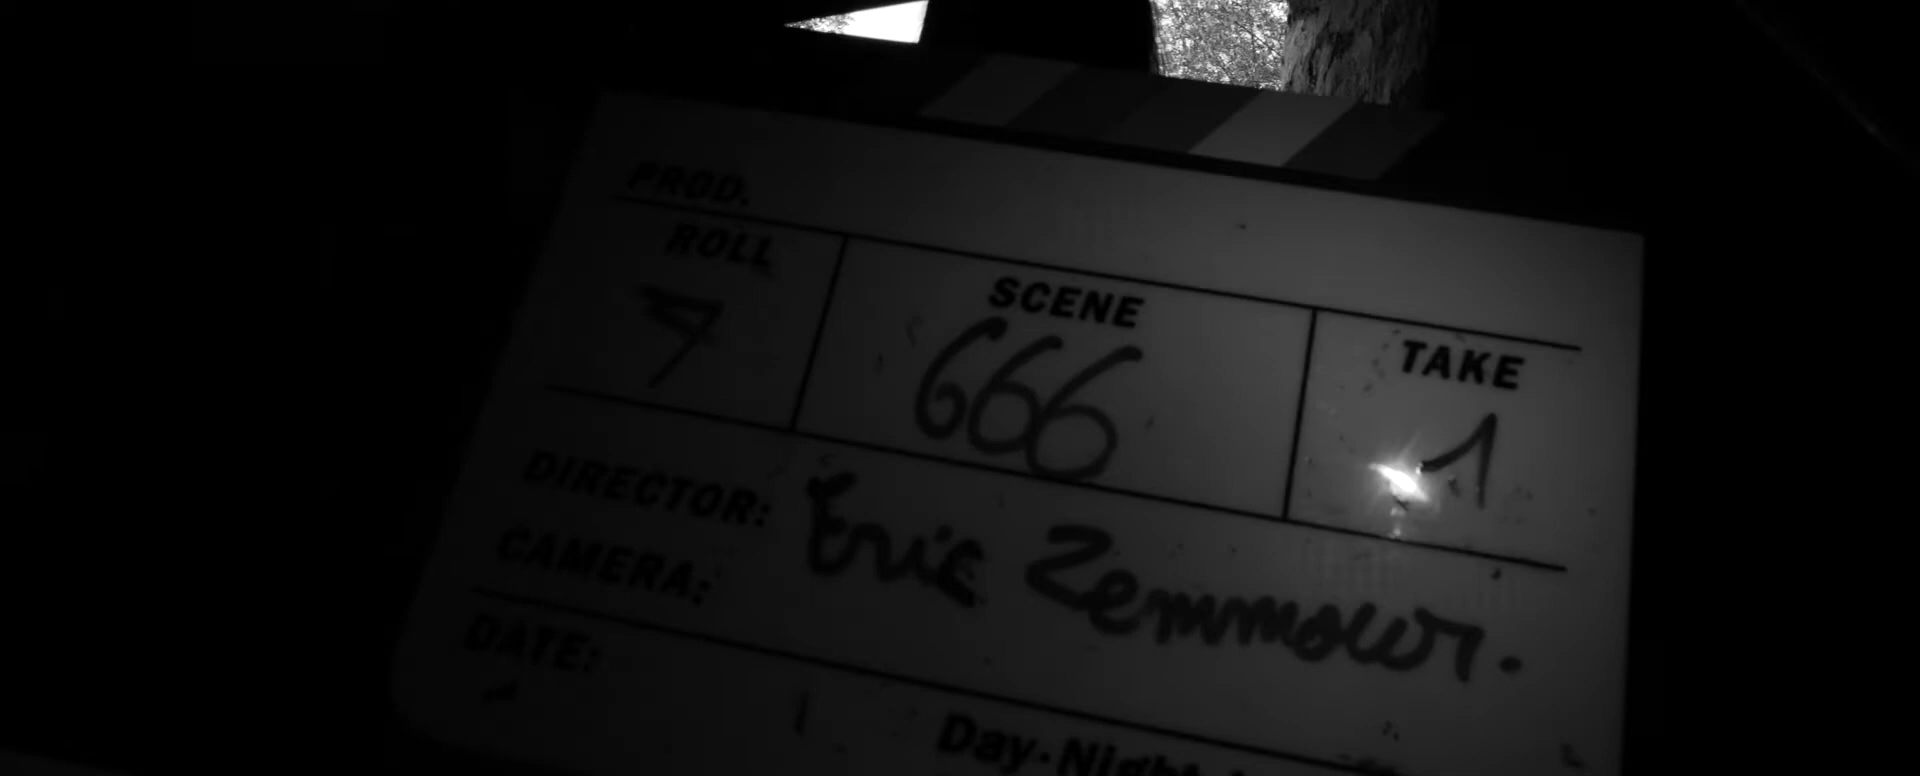 PROD.
ROLL SCENE TAKE
7 666 1
DIRECTOR: Eric Zemmour.
CAMERA:
DATE:
Day·Night